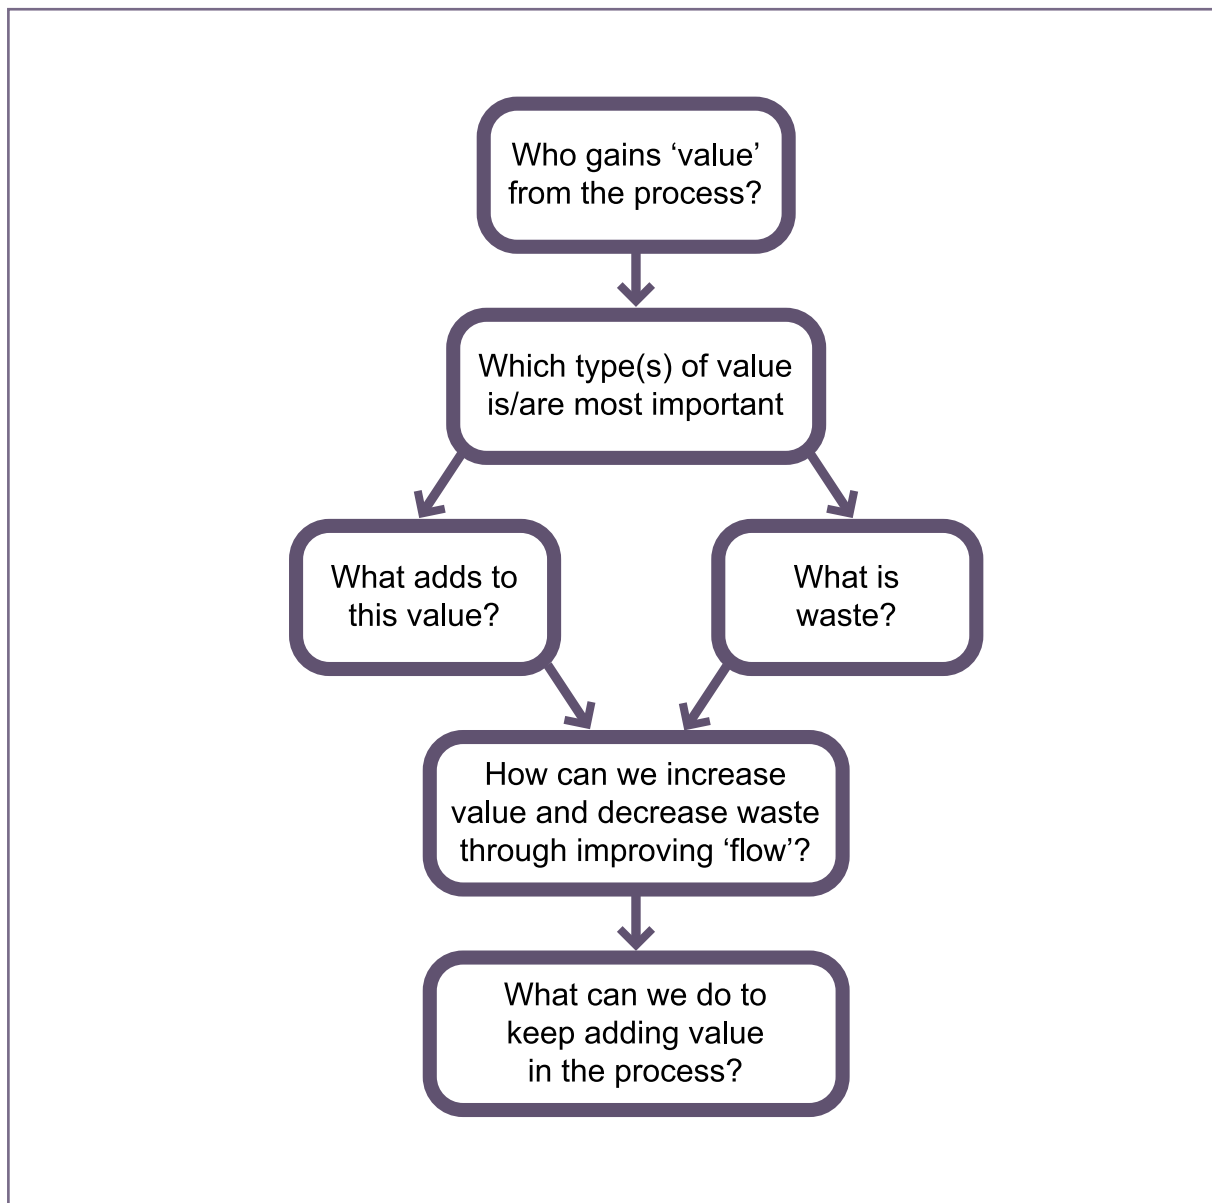 Who gains ‘value’
from the process?
Which type(s) of value
is/are most important
What adds to
this value?
What is
waste?
How can we increase
value and decrease waste
through improving ‘flow’?
What can we do to
keep adding value
in the process?